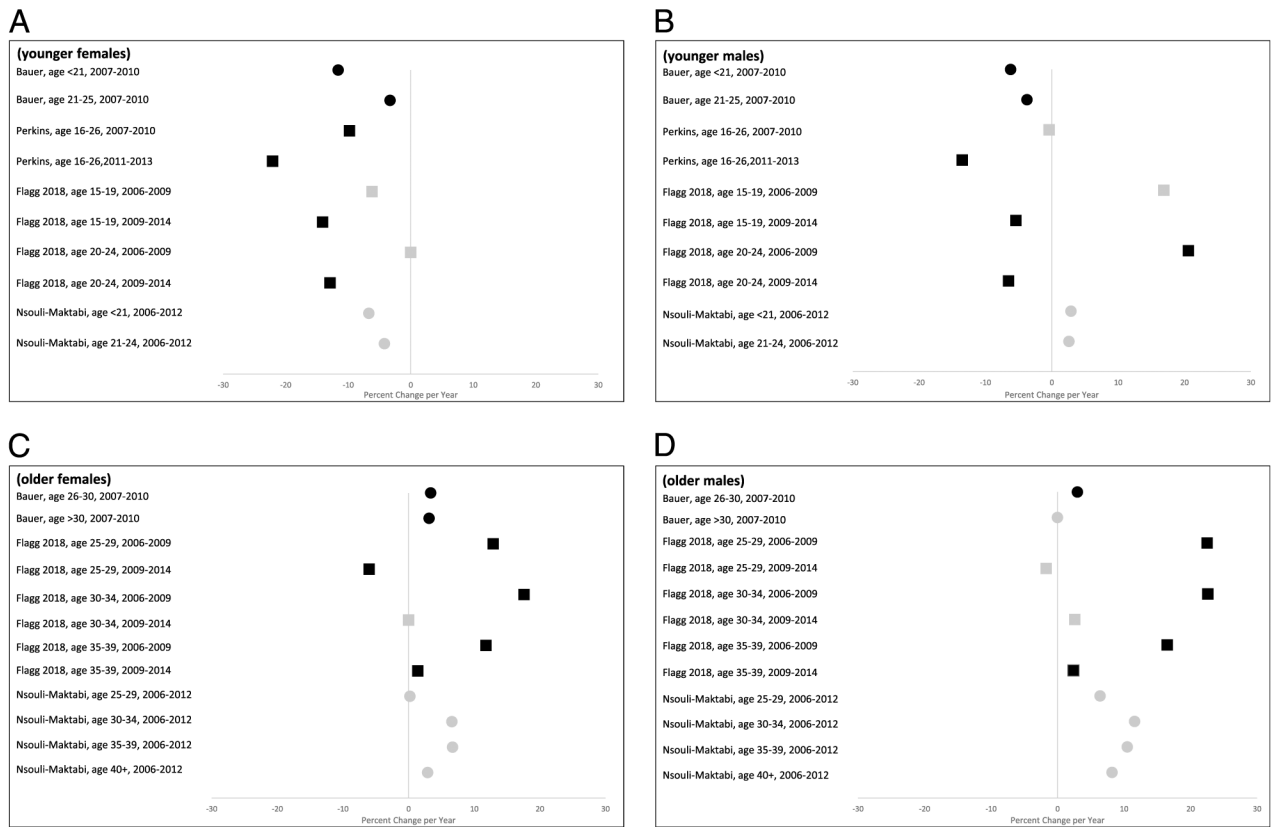 A
(younger females)
Bauer, age <21, 2007-2010
Bauer, age 21-25, 2007-2010
Perkins, age 16-26, 2007-2010
Perkins, age 16-26,2011-2013
Flagg 2018, age 15-19, 2006-2009
Flagg 2018, age 15-19, 2009-2014
Flagg 2018, age 20-24, 2006-2009
Flagg 2018, age 20-24, 2009-2014
Nsouli-Maktabi, age <21, 2006-2012
Nsouli-Maktabi, age 21-24, 2006-2012
-30 -20 -10 0 10 20 30
Percent Change per Year
B
(younger males)
Bauer, age <21, 2007-2010
Bauer, age 21-25, 2007-2010
Perkins, age 16-26, 2007-2010
Perkins, age 16-26,2011-2013
Flagg 2018, age 15-19, 2006-2009
Flagg 2018, age 15-19, 2009-2014
Flagg 2018, age 20-24, 2006-2009
Flagg 2018, age 20-24, 2009-2014
Nsouli-Maktabi, age <21, 2006-2012
Nsouli-Maktabi, age 21-24, 2006-2012
-30 -20 -10 0 10 20 30
Percent Change per Year
C
(older females)
Bauer, age 26-30, 2007-2010
Bauer, age >30, 2007-2010
Flagg 2018, age 25-29, 2006-2009
Flagg 2018, age 25-29, 2009-2014
Flagg 2018, age 30-34, 2006-2009
Flagg 2018, age 30-34, 2009-2014
Flagg 2018, age 35-39, 2006-2009
Flagg 2018, age 35-39, 2009-2014
Nsouli-Maktabi, age 25-29, 2006-2012
Nsouli-Maktabi, age 30-34, 2006-2012
Nsouli-Maktabi, age 35-39, 2006-2012
Nsouli-Maktabi, age 40+, 2006-2012
-30 -20 -10 0 10 20 30
Percent Change per Year
D
(older males)
Bauer, age 26-30, 2007-2010
Bauer, age >30, 2007-2010
Flagg 2018, age 25-29, 2006-2009
Flagg 2018, age 25-29, 2009-2014
Flagg 2018, age 30-34, 2006-2009
Flagg 2018, age 30-34, 2009-2014
Flagg 2018, age 35-39, 2006-2009
Flagg 2018, age 35-39, 2009-2014
Nsouli-Maktabi, age 25-29, 2006-2012
Nsouli-Maktabi, age 30-34, 2006-2012
Nsouli-Maktabi, age 35-39, 2006-2012
Nsouli-Maktabi, age 40+, 2006-2012
-30 -20 -10 0 10 20 30
Percent Change per Year